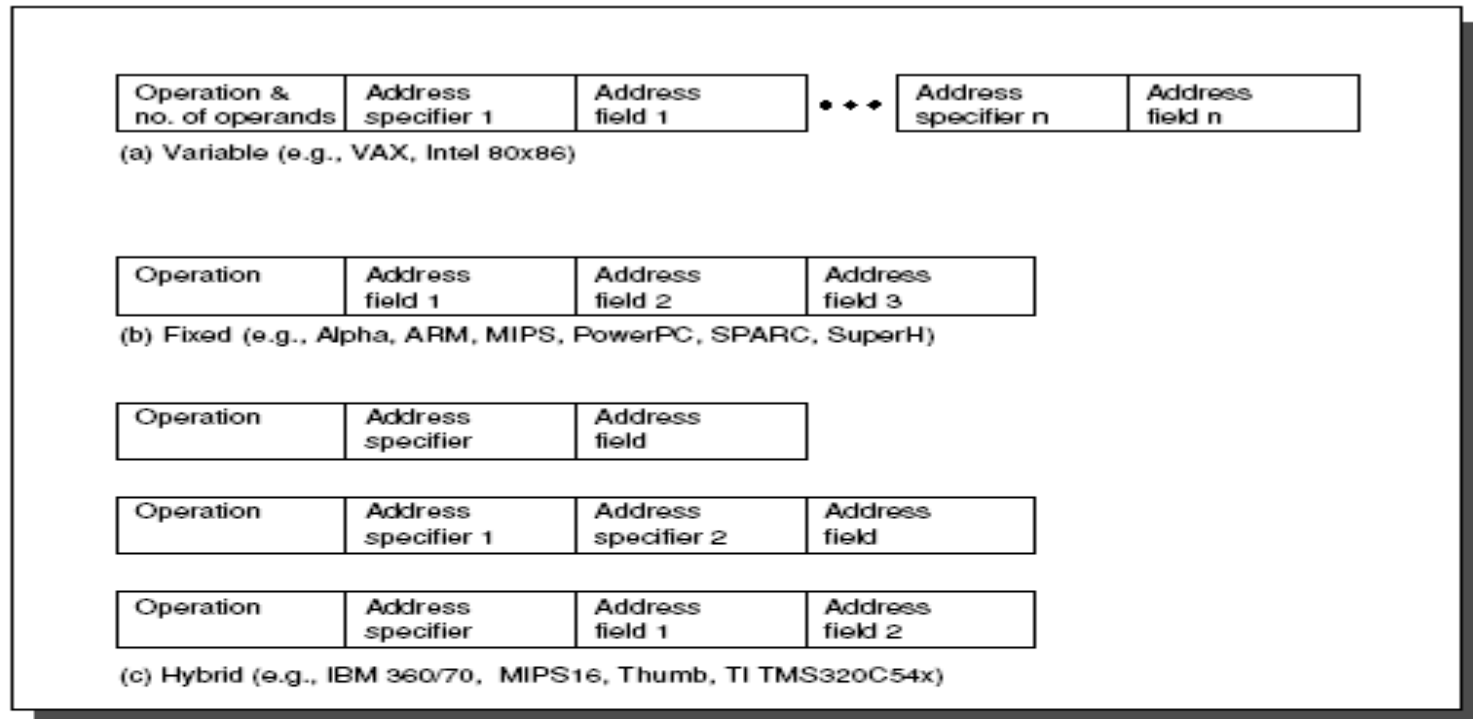 Operation & no. of operands Address specifier 1 Address field 1 ••• Address specifier n Address field n
(a) Variable (e.g., VAX, Intel 80x86)
Operation Address field 1 Address field 2 Address field 3
(b) Fixed (e.g., Alpha, ARM, MIPS, PowerPC, SPARC, SuperH)
Operation Address specifier Address field
Operation Address specifier 1 Address specifier 2 Address field
Operation Address specifier Address field 1 Address field 2
(c) Hybrid (e.g., IBM 360/70, MIPS16, Thumb, TI TMS320C54x)